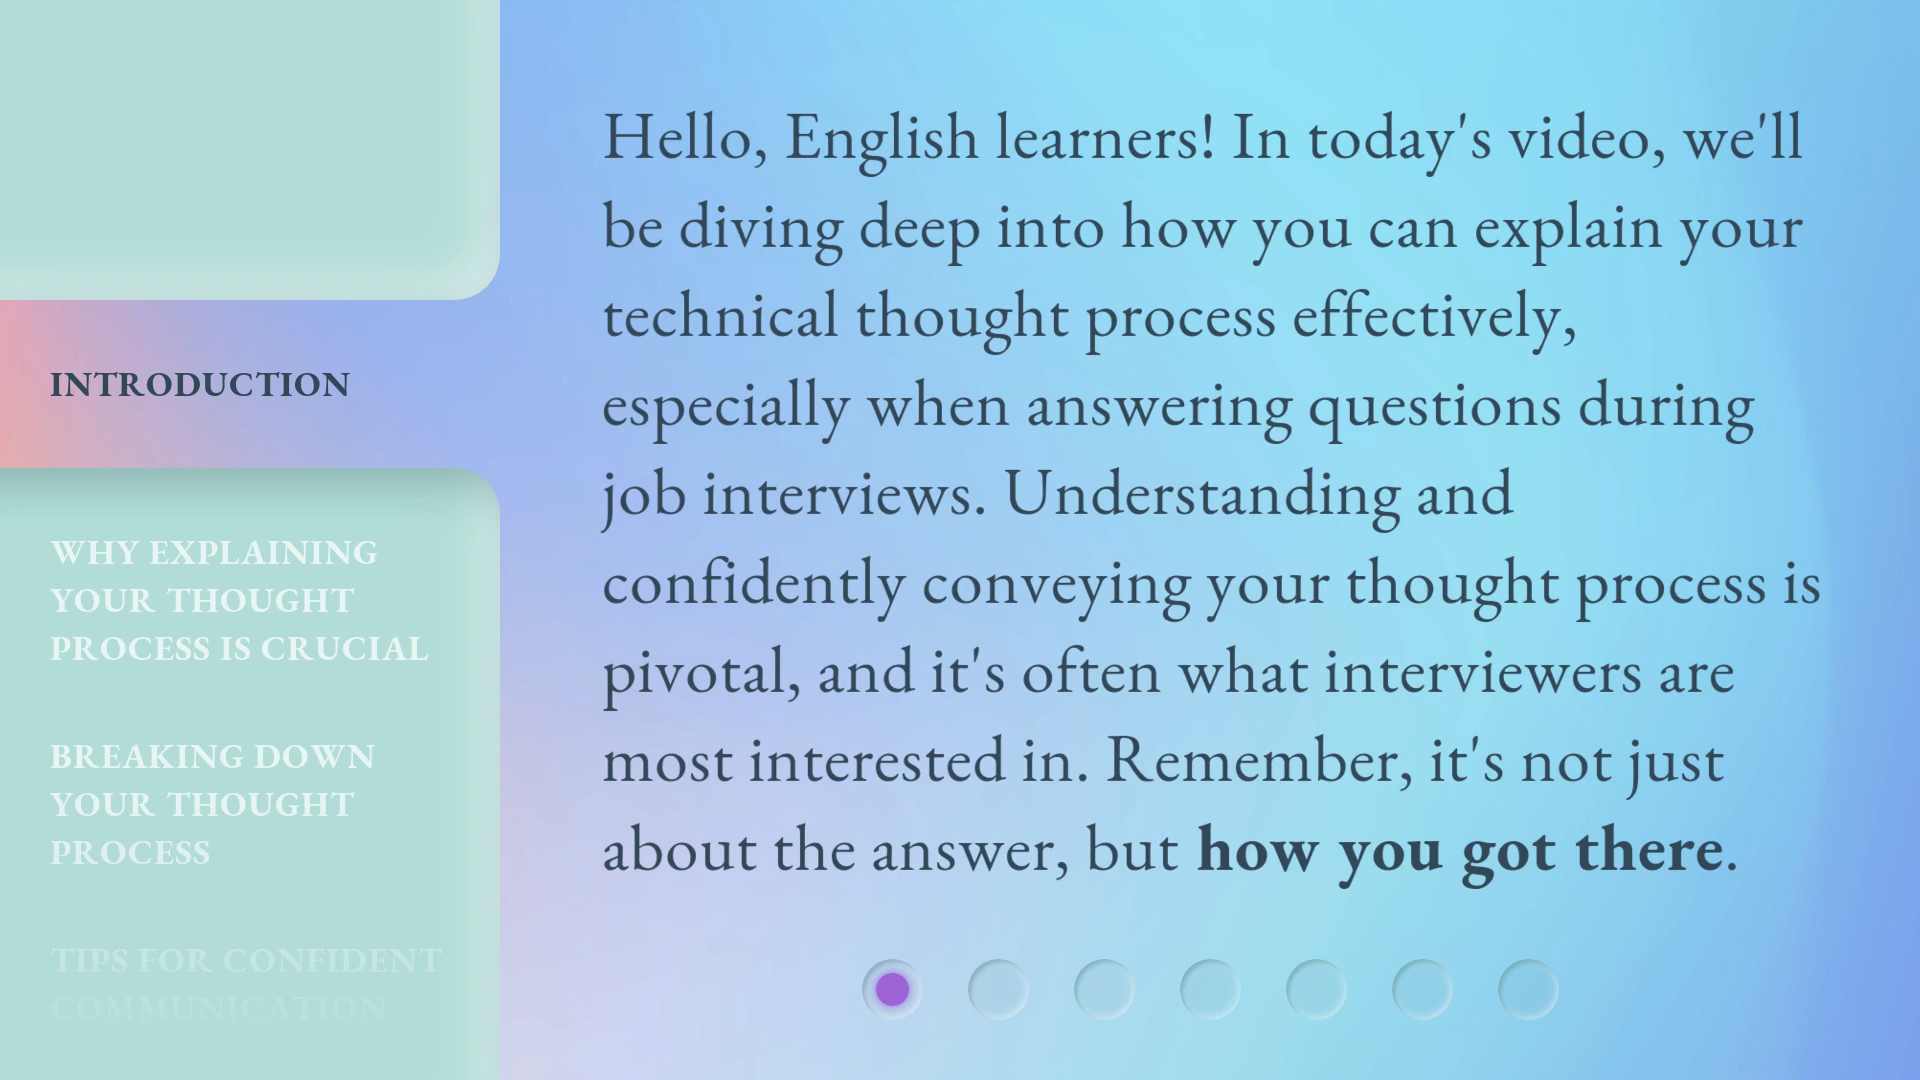 INTRODUCTION
WHY EXPLAINING
YOUR THOUGHT
PROCESS IS CRUCIAL
BREAKING DOWN
YOUR THOUGHT
PROCESS
TIPS FOR CONFIDENT
COMMUNICATION
Hello, English learners! In today's video, we'll
be diving deep into how you can explain your
technical thought process effectively,
especially when answering questions during
job interviews. Understanding and
confidently conveying your thought process is
pivotal, and it's often what interviewers are
most interested in. Remember, it's not just
about the answer, but how you got there.